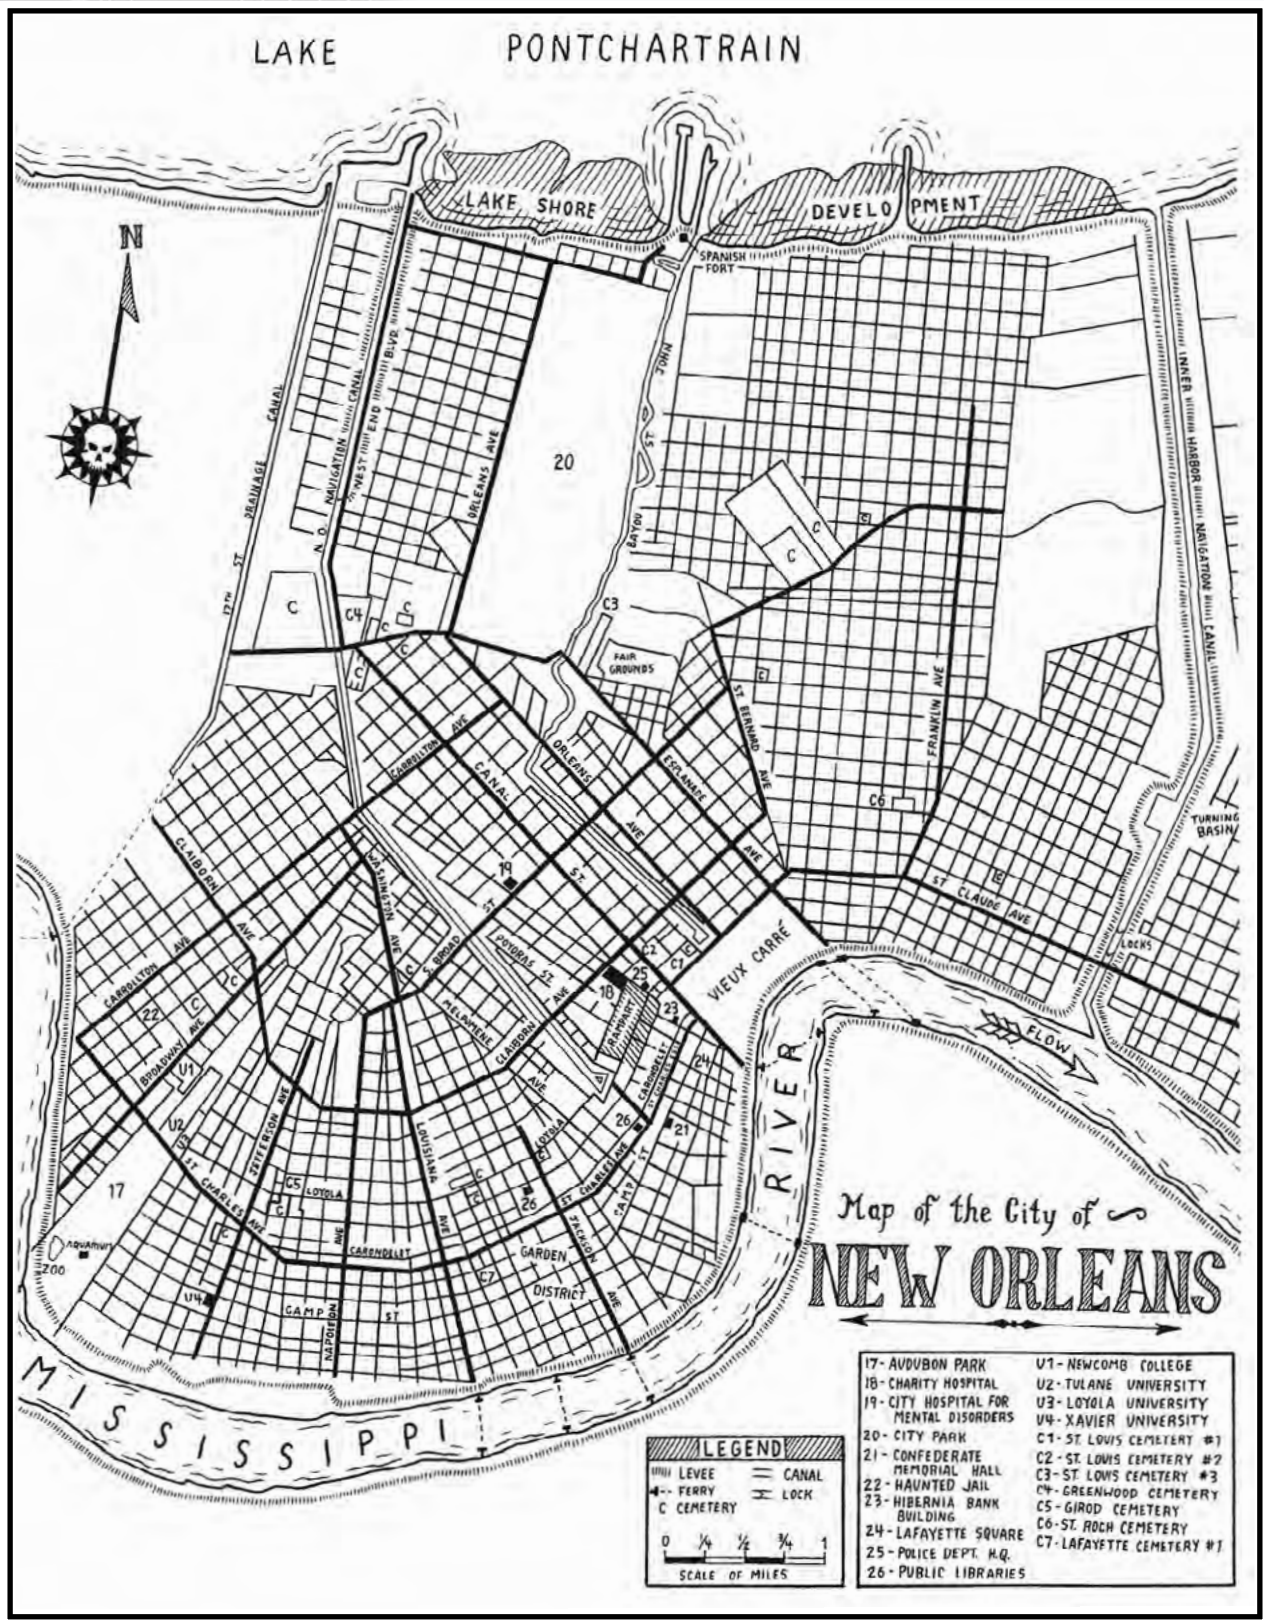 LAKE PONTCHARTRAIN
LAKE SHORE
DEVELOPMENT
N
SPANISH
FORT
DRAINAGE CANAL
17TH ST.
N. O. NAVIGATION CANAL
WEST END BLVD.
ORLEANS AVE
20
BAYOU ST. JOHN
INNER HARBOR NAVIGATION CANAL
C
C
C
C
C4
C
C
C
C
C3
FAIR
GROUNDS
C
ST. BERNARD AVE
FRANKLIN AVE
CARROLLTON AVE
CANAL ST.
ORLEANS AVE
ESPLANADE AVE
C6
TURNING
BASIN
CLAIBORN AVE
WASHINGTON AVE
19
S. BROAD ST
C
ST CLAUDE AVE
LOCKS
POYDRAS ST.
C2
C
C1
VIEUX CARRÉ
CARROLLTON AVE
C
C
C
22
MELPOMENE AVE
CLAIBORN AVE
18
25
RAMPART
23
CARONDELET
ST CHARLES
24
FLOW
BROADWAY AVE
U1
U2
U3
JEFFERSON AVE
LOUISIANA AVE
LOYOLA
C
26
21
17
ST CHARLES AVE
C5
LOYOLA
C
C
C
C
26
ST CHARLES AVE
CAMP ST
RIVER
AQUARIUM
ZOO
CARONDELET
C7
GARDEN
DISTRICT
JACKSON AVE
U4
CAMP ST
NAPOLEON AVE
MISSISSIPPI
Map of the City of
NEW ORLEANS
LEGEND
LEVEE
FERRY
C CEMETERY
CANAL
LOCK
0 1/4 1/2 3/4 1
SCALE OF MILES
17- AUDUBON PARK
18- CHARITY HOSPITAL
19- CITY HOSPITAL FOR
MENTAL DISORDERS
20- CITY PARK
21- CONFEDERATE
MEMORIAL HALL
22- HAUNTED JAIL
23- HIBERNIA BANK
BUILDING
24- LAFAYETTE SQUARE
25- POLICE DEPT. H.Q.
26- PUBLIC LIBRARIES
U1- NEWCOMB COLLEGE
U2- TULANE UNIVERSITY
U3- LOYOLA UNIVERSITY
U4- XAVIER UNIVERSITY
C1- ST. LOUIS CEMETERY #1
C2- ST. LOUIS CEMETERY #2
C3- ST. LOUIS CEMETERY #3
C4- GREENWOOD CEMETERY
C5- GIROD CEMETERY
C6- ST. ROCH CEMETERY
C7- LAFAYETTE CEMETERY #1